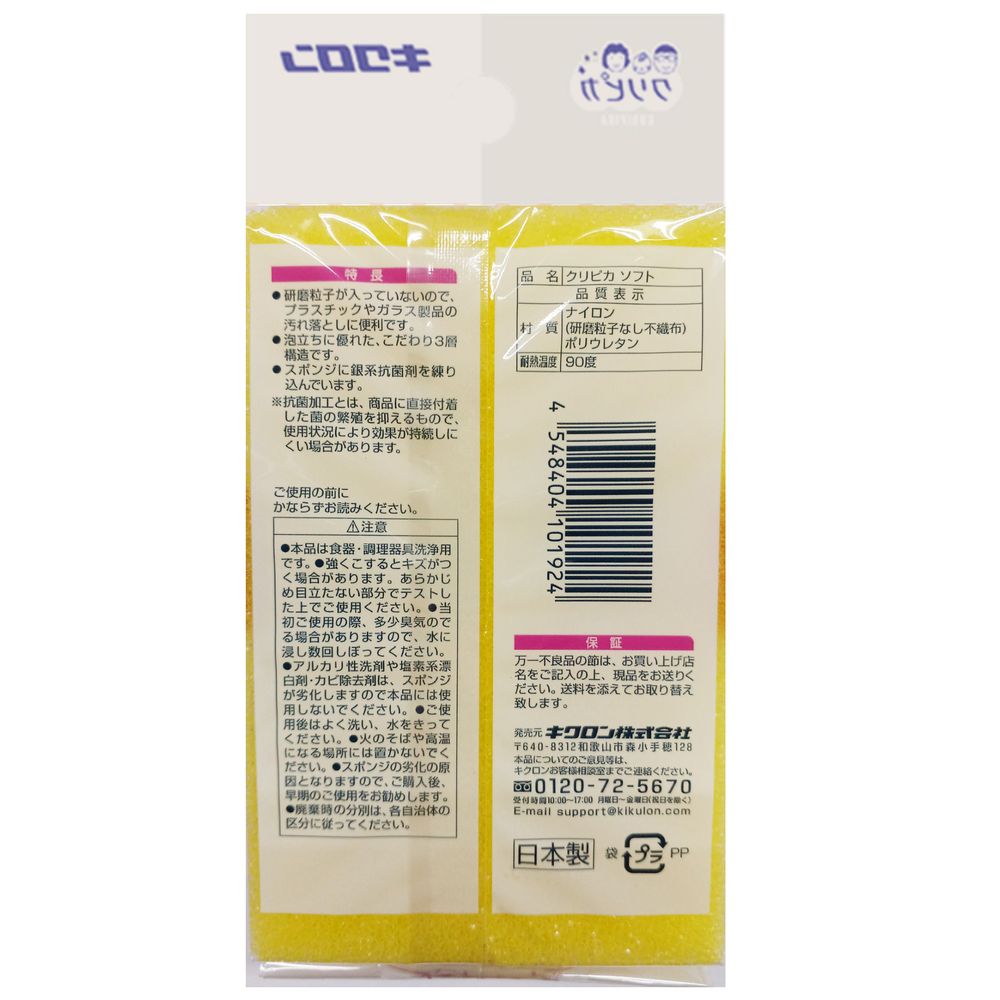 キクロン
クリピカ
特長
●研磨粒子が入っていないので、
プラスチックやガラス製品の
汚れ落としに便利です。
●泡立ちに優れた、こだわり3層
構造です。
●スポンジに銀系抗菌剤を練り
込んでいます。
※抗菌加工とは、商品に直接付着
した菌の繁殖を抑えるもので、
使用状況により効果が持続しに
くい場合があります。
ご使用の前に
かならずお読みください。
⚠注意
●本品は食器・調理器具洗浄用
です。●強くこするとキズがつ
く場合があります。あらかじ
め目立たない部分でテストし
た上でご使用ください。●当
初ご使用の際、多少臭気ので
る場合がありますので、水に
浸し数回しぼってください。
●アルカリ性洗剤や塩素系漂
白剤・カビ除去剤は、スポンジ
が劣化しますので本品には使
用しないでください。●ご使
用後はよく洗い、水をきって
ください。●火のそばや高温
になる場所には置かないでく
ださい。●スポンジの劣化の原
因となりますので、ご購入後、
早期のご使用をお勧めします。
●廃棄時の分別は、各自治体の
区分に従ってください。
品名 クリピカ ソフト
品質表示
材質 ナイロン
(研磨粒子なし不織布)
ポリウレタン
耐熱温度 90度
4 548404 101924
保証
万一不良品の節は、お買い上げ店
名をご記入の上、現品をお送りく
ださい。送料を添えてお取り替え
致します。
発売元 キクロン株式会社
〒640-8312和歌山市森小手穂128
本品についてのご意見等は、
キクロンお客様相談室までご連絡ください。
0120-72-5670
受付時間10:00〜17:00 月曜日〜金曜日(祝日を除く)
E-mail support@kikulon.com
日本製 袋 プラ PP